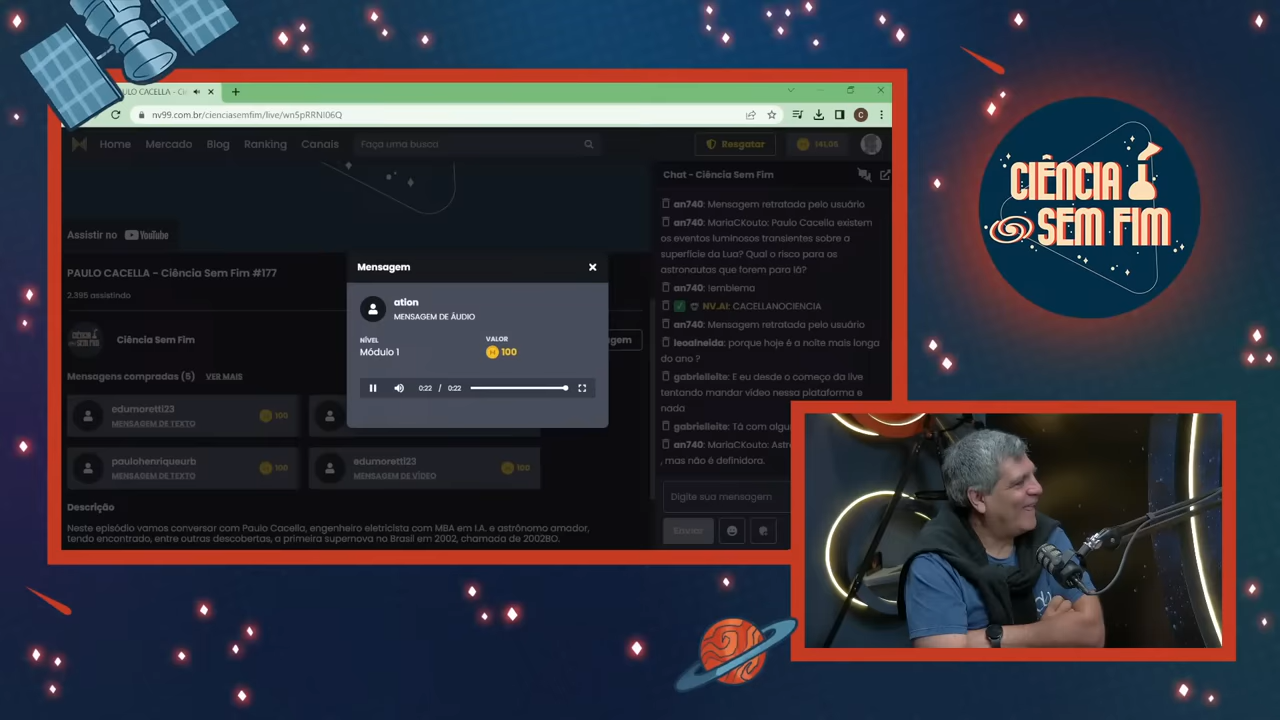 ULO CACELLA - Ci
nv99.com.br/cienciasemfim/live/wn5pRRNI06Q
C
Home
Mercado
Blog
Ranking
Canais
Faça uma busca
Resgatar
141,05
Assistir no YouTube
PAULO CACELLA - Ciência Sem Fim #177
2.395 assistindo
Ciência Sem Fim
Mensagens compradas (5)
VER MAIS
edumoretti23
MENSAGEM DE TEXTO
100
paulohenriqueurb
MENSAGEM DE TEXTO
100
edumoretti23
MENSAGEM DE VÍDEO
100
Descrição
Neste episódio vamos conversar com Paulo Cacella, engenheiro eletricista com MBA em I.A. e astrônomo amador,
tendo encontrado, entre outras descobertas, a primeira supernova no Brasil em 2002, chamada de 2002BO.
Mensagem
ation
MENSAGEM DE ÁUDIO
NÍVEL
Módulo 1
VALOR
100
0:22 / 0:22
Chat - Ciência Sem Fim
an740: Mensagem retratada pelo usuário
an740: MariaCKouto: Paulo Cacella existem
os eventos luminosos transientes sobre a
superfície da Lua? Qual o risco para os
astronautas que forem para lá?
an740: !emblema
NV.AI: CACELLANOCIENCIA
an740: Mensagem retratada pelo usuário
leoalneida: porque hoje é a noite mais longa
do ano ?
gabrielleite: E eu desde o começo da live
tentando mandar vídeo nessa plataforma e
nada
gabrielleite: Tá com algu
an740: MariaCKouto: Astr
, mas não é definidora.
Digite sua mensagem
Enviar
CIÊNCIA
SEM FIM